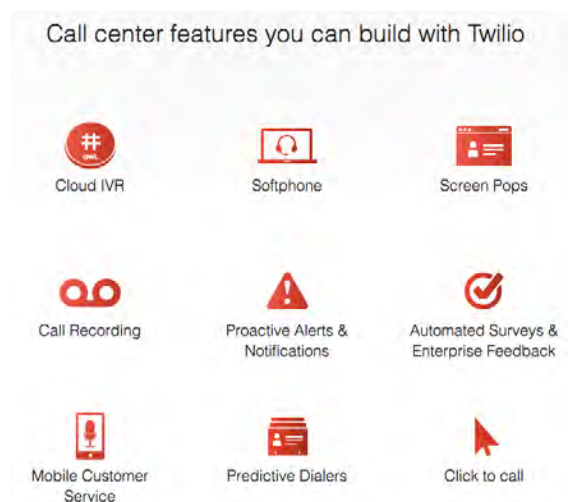 Call center features you can build with Twilio
#
Cloud IVR
Softphone
Screen Pops
Call Recording
Proactive Alerts &
Notifications
Automated Surveys &
Enterprise Feedback
Mobile Customer
Service
Predictive Dialers
Click to call